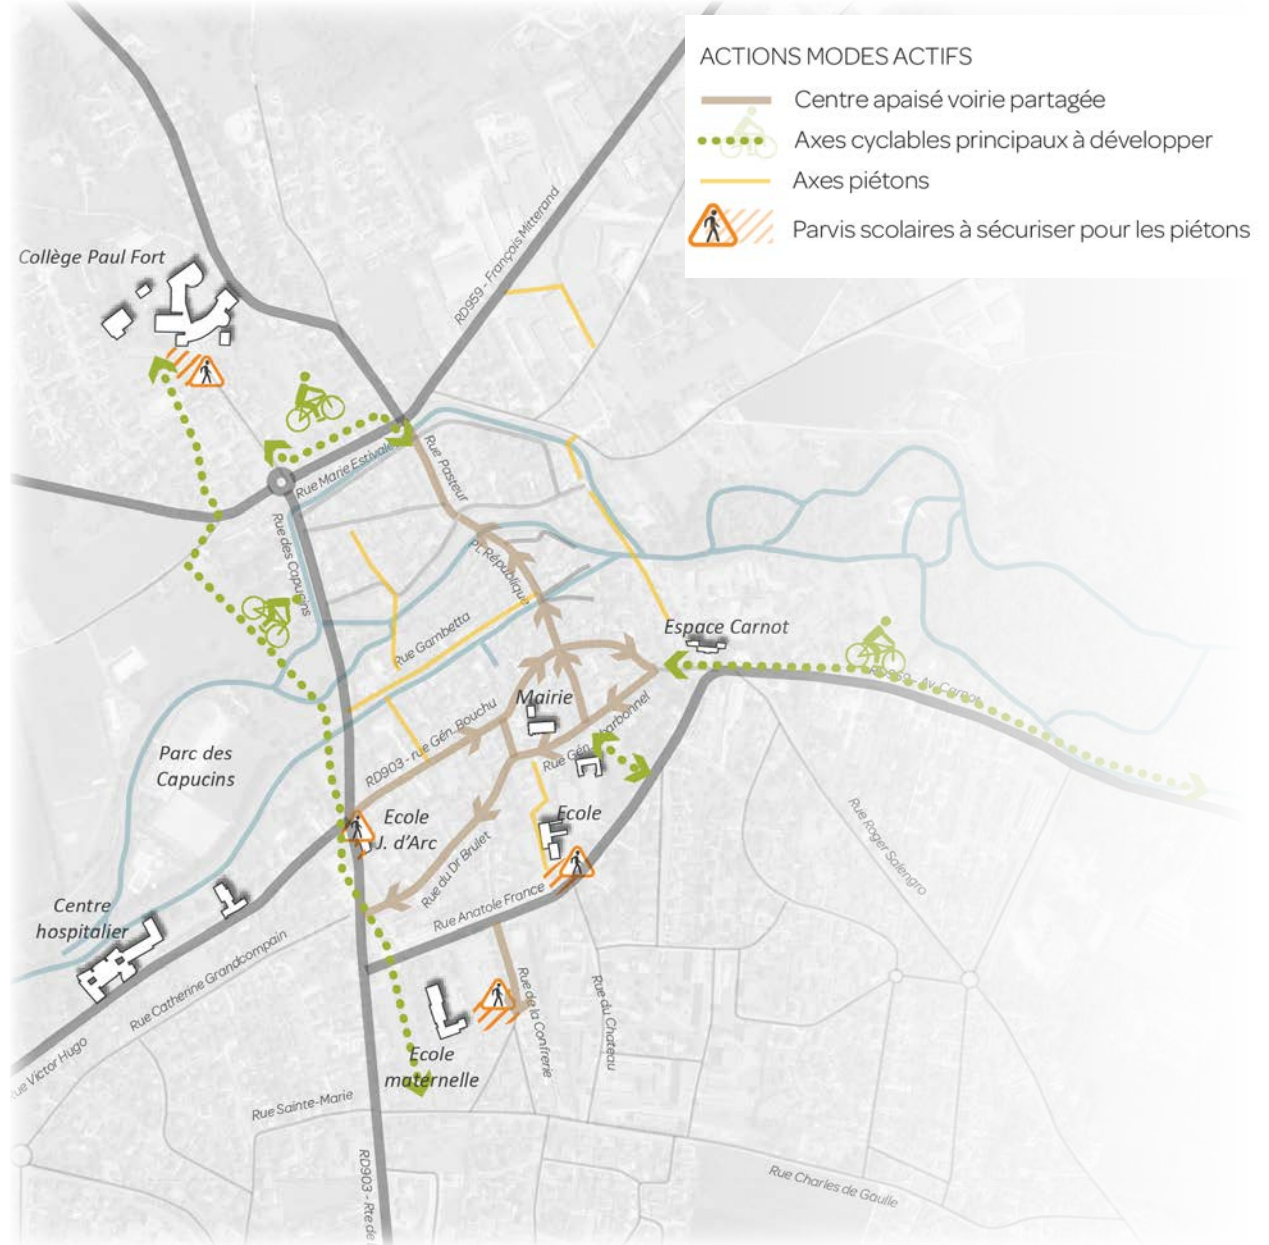 ACTIONS MODES ACTIFS
Centre apaisé voirie partagée
Axes cyclables principaux à développer
Axes piétons
Parvis scolaires à sécuriser pour les piétons
Collège Paul Fort
RD959 - François Mitterand
Rue Pasteur
Rue Marie Estivale
Rue des Capucins
PL République
Rue Gambetta
Espace Carnot
Av. Carnot
Mairie
RD903 - rue Gén. Bouchu
Rue Gén. Charbonnel
Parc des
Capucins
Ecole
J. d'Arc
Ecole
Rue du Dr Brulet
Rue Roger Salengro
Rue Anatole France
Centre
hospitalier
Rue Catherine Grandcompain
Rue de la Confrerie
Rue du Chateau
Rue Victor Hugo
Ecole
maternelle
Rue Sainte-Marie
RD903 - Rte de
Rue Charles de Gaulle